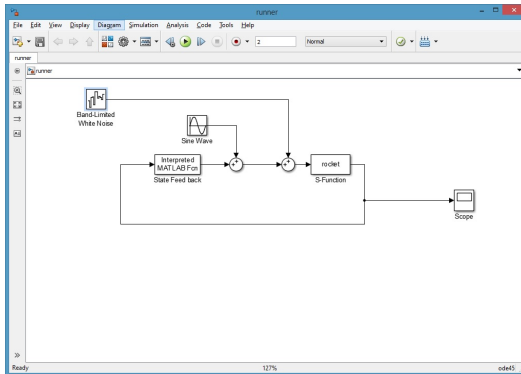 runner
File Edit View Display Diagram Simulation Analysis Code Tools Help
2 Normal
runner
runner
Band-Limited
White Noise
Sine Wave
Interpreted
MATLAB Fcn
State Feed back
rocket
S-Function
Scope
Ready 127% ode45